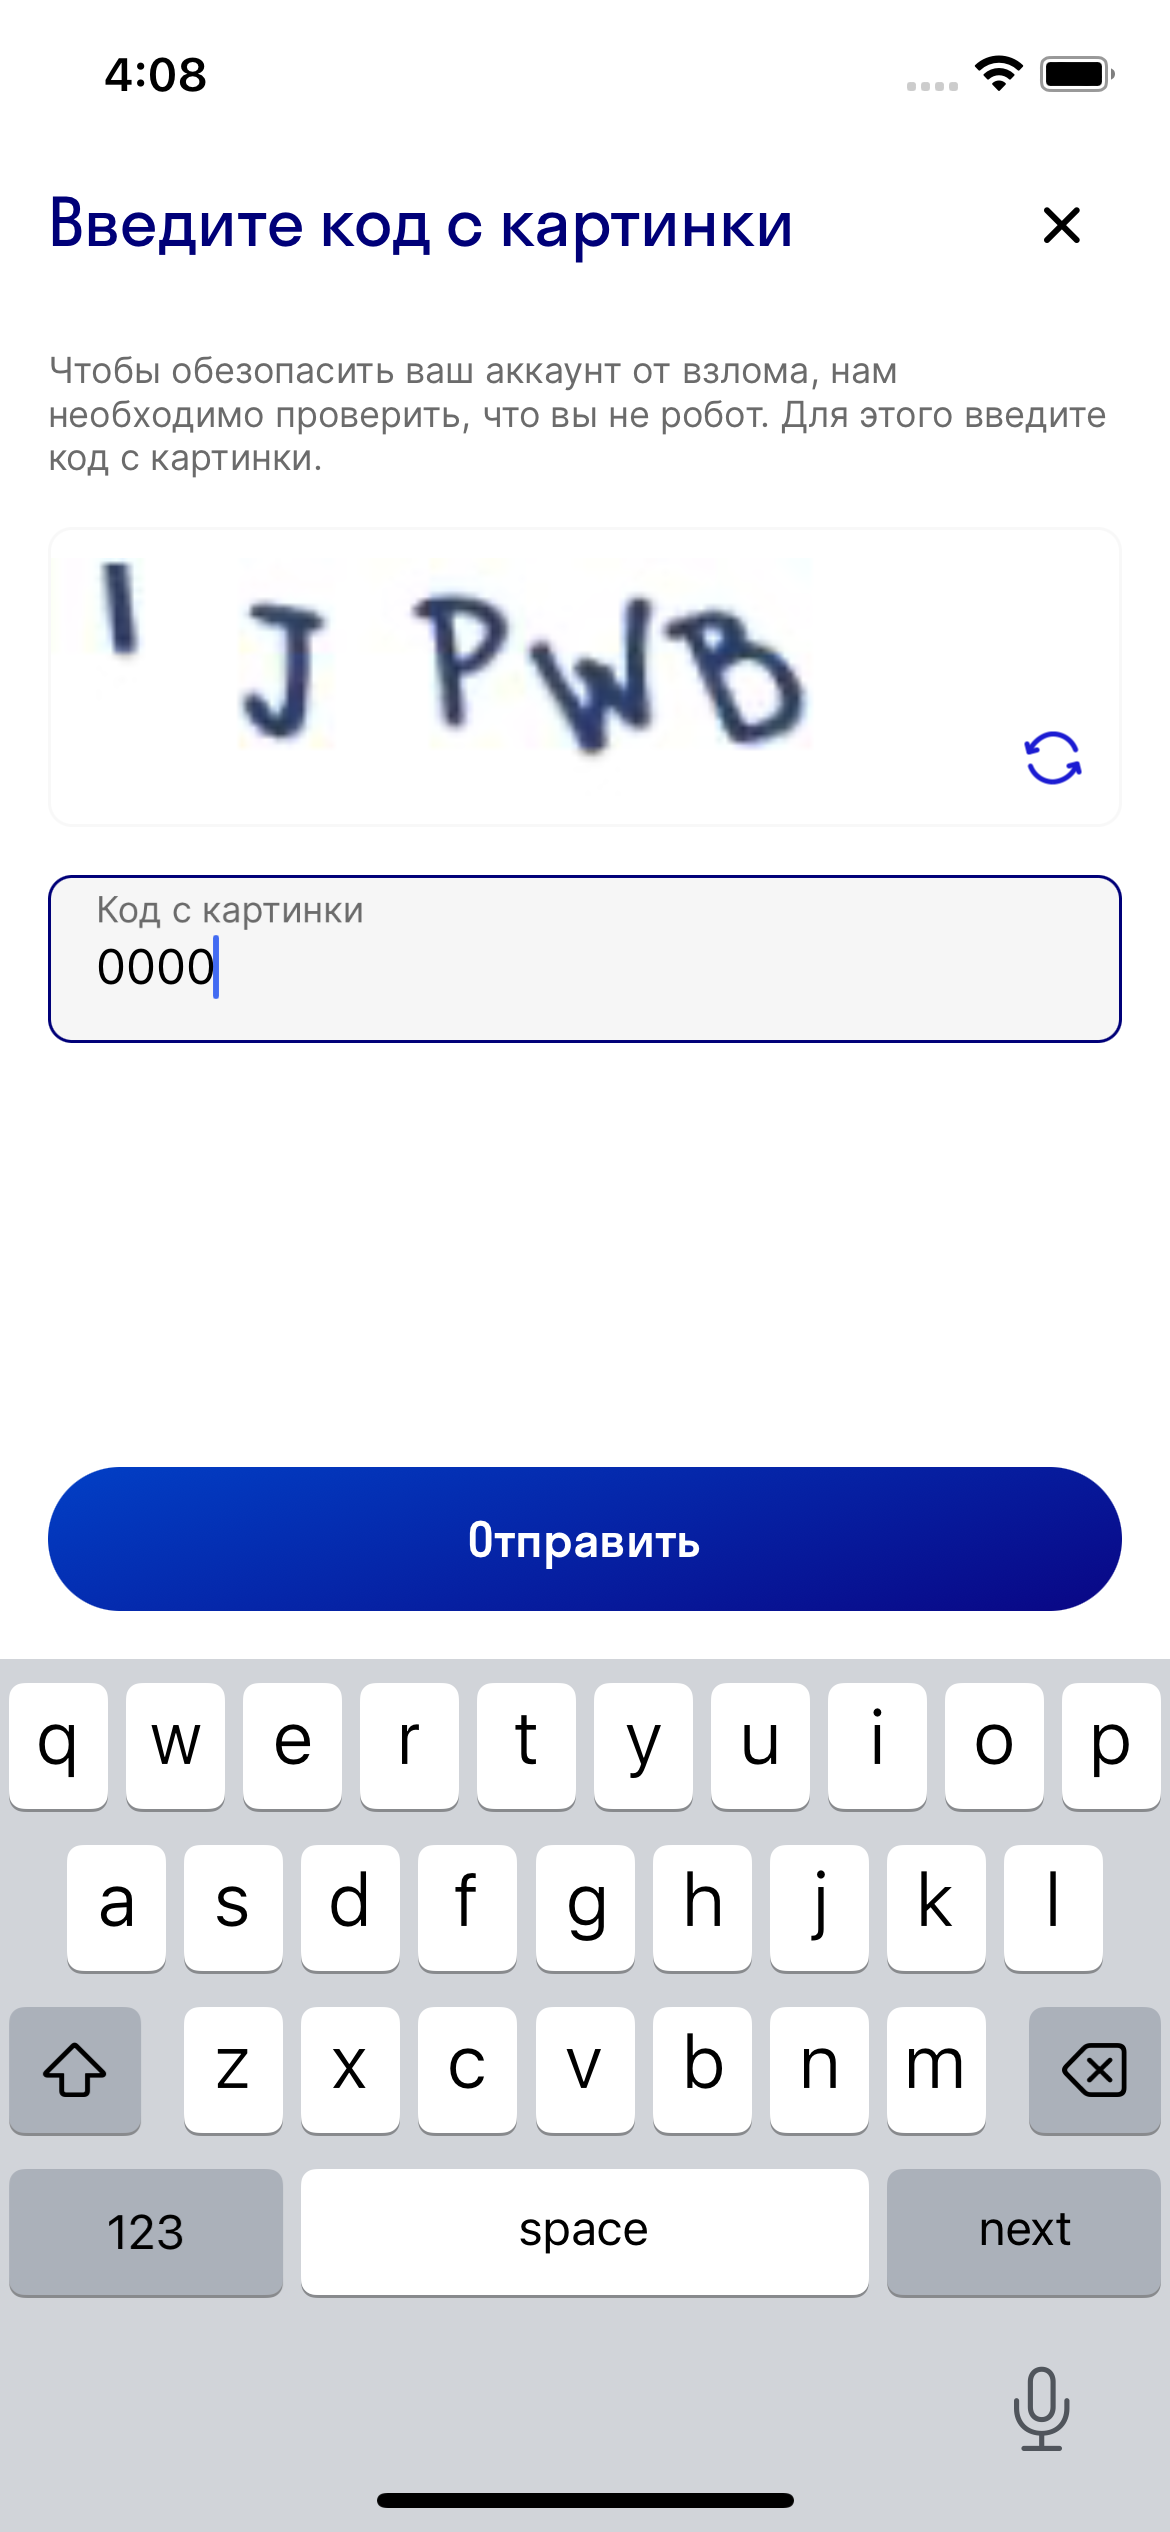 4:08
Введите код с картинки
Чтобы обезопасить ваш аккаунт от взлома, нам
необходимо проверить, что вы не робот. Для этого введите
код с картинки.
J P W B
Код с картинки
0000
Отправить
q w e r t y u i o p
a s d f g h j k l
z x c v b n m
123 space next